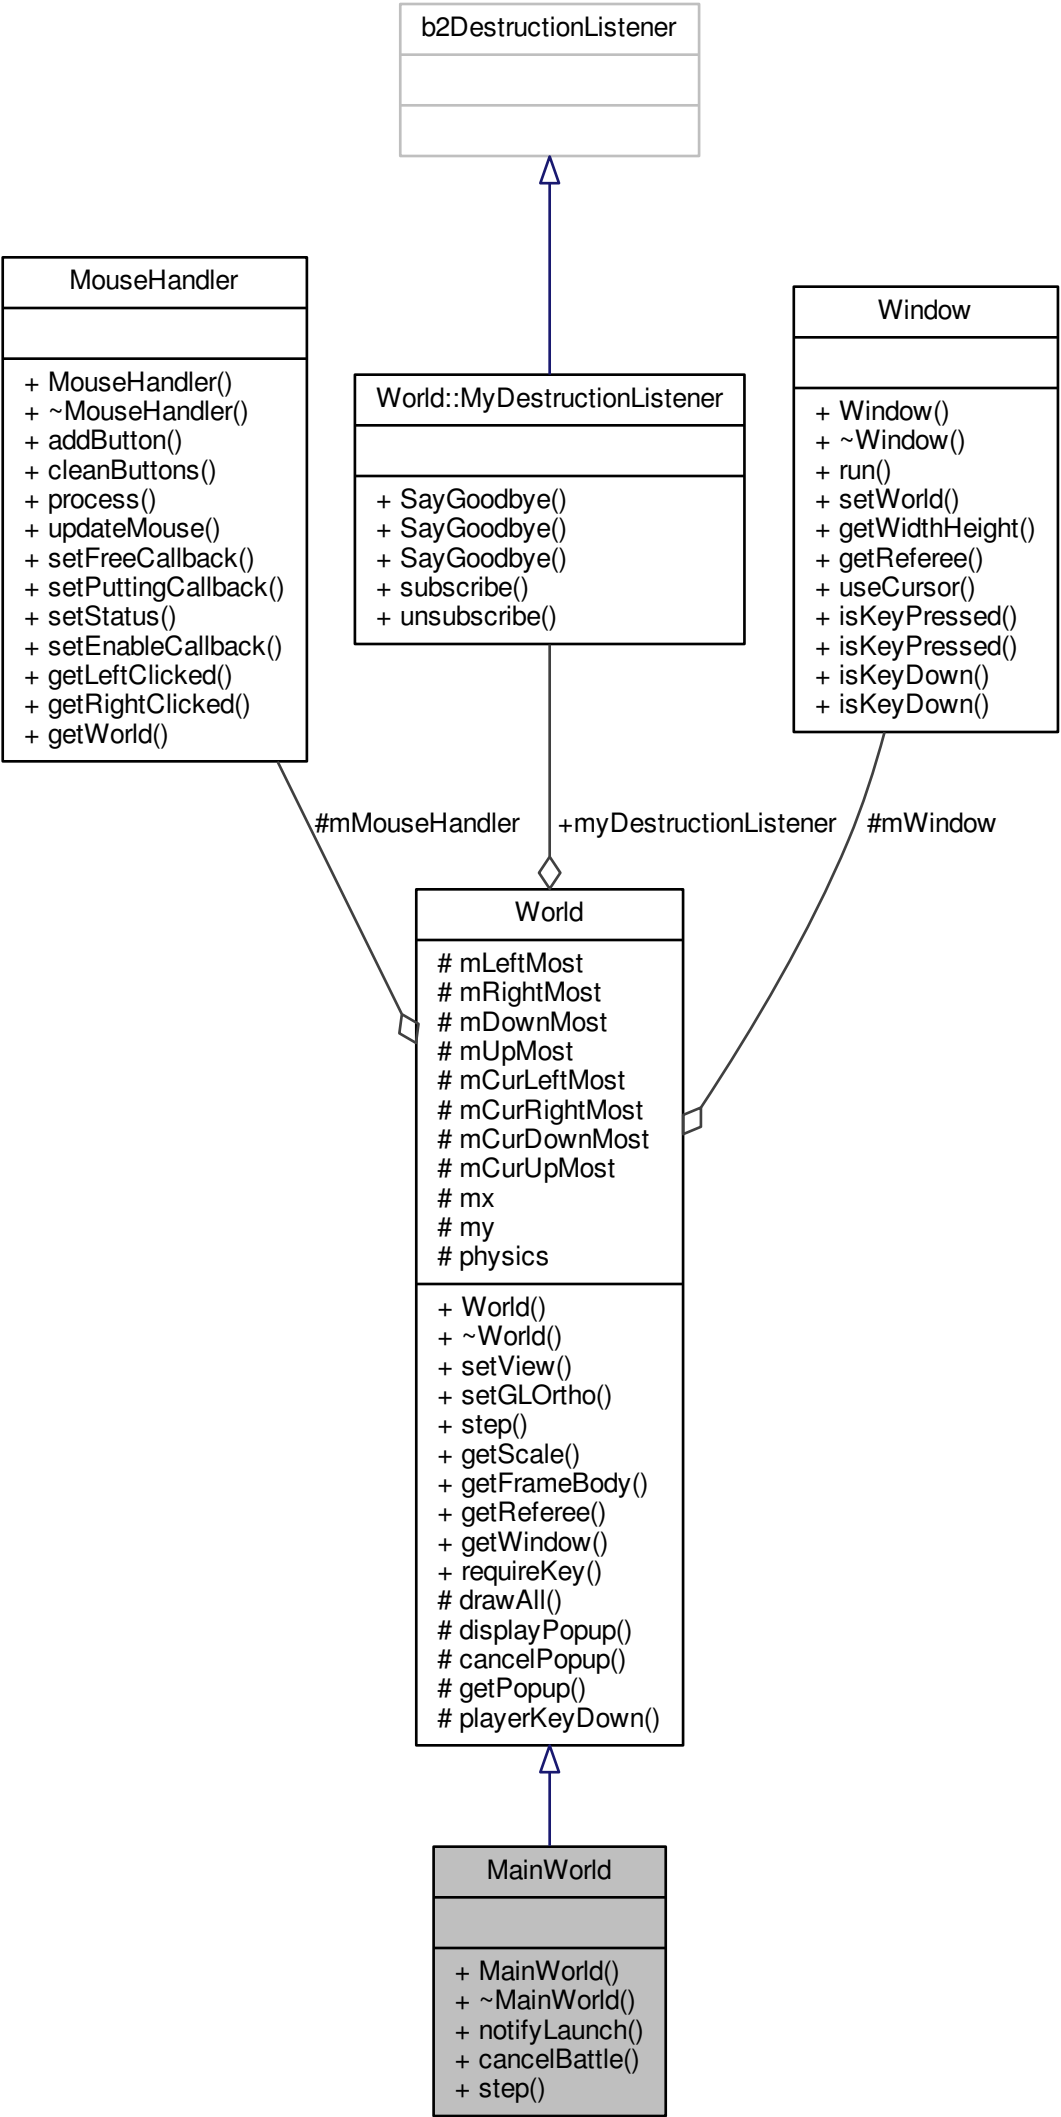 b2DestructionListener
MouseHandler
+ MouseHandler()
+ ~MouseHandler()
+ addButton()
+ cleanButtons()
+ process()
+ updateMouse()
+ setFreeCallback()
+ setPuttingCallback()
+ setStatus()
+ setEnableCallback()
+ getLeftClicked()
+ getRightClicked()
+ getWorld()
World::MyDestructionListener
+ SayGoodbye()
+ SayGoodbye()
+ SayGoodbye()
+ subscribe()
+ unsubscribe()
Window
+ Window()
+ ~Window()
+ run()
+ setWorld()
+ getWidthHeight()
+ getReferee()
+ useCursor()
+ isKeyPressed()
+ isKeyPressed()
+ isKeyDown()
+ isKeyDown()
#mMouseHandler
+myDestructionListener
#mWindow
World
# mLeftMost
# mRightMost
# mDownMost
# mUpMost
# mCurLeftMost
# mCurRightMost
# mCurDownMost
# mCurUpMost
# mx
# my
# physics
+ World()
+ ~World()
+ setView()
+ setGLOrtho()
+ step()
+ getScale()
+ getFrameBody()
+ getReferee()
+ getWindow()
+ requireKey()
# drawAll()
# displayPopup()
# cancelPopup()
# getPopup()
# playerKeyDown()
MainWorld
+ MainWorld()
+ ~MainWorld()
+ notifyLaunch()
+ cancelBattle()
+ step()